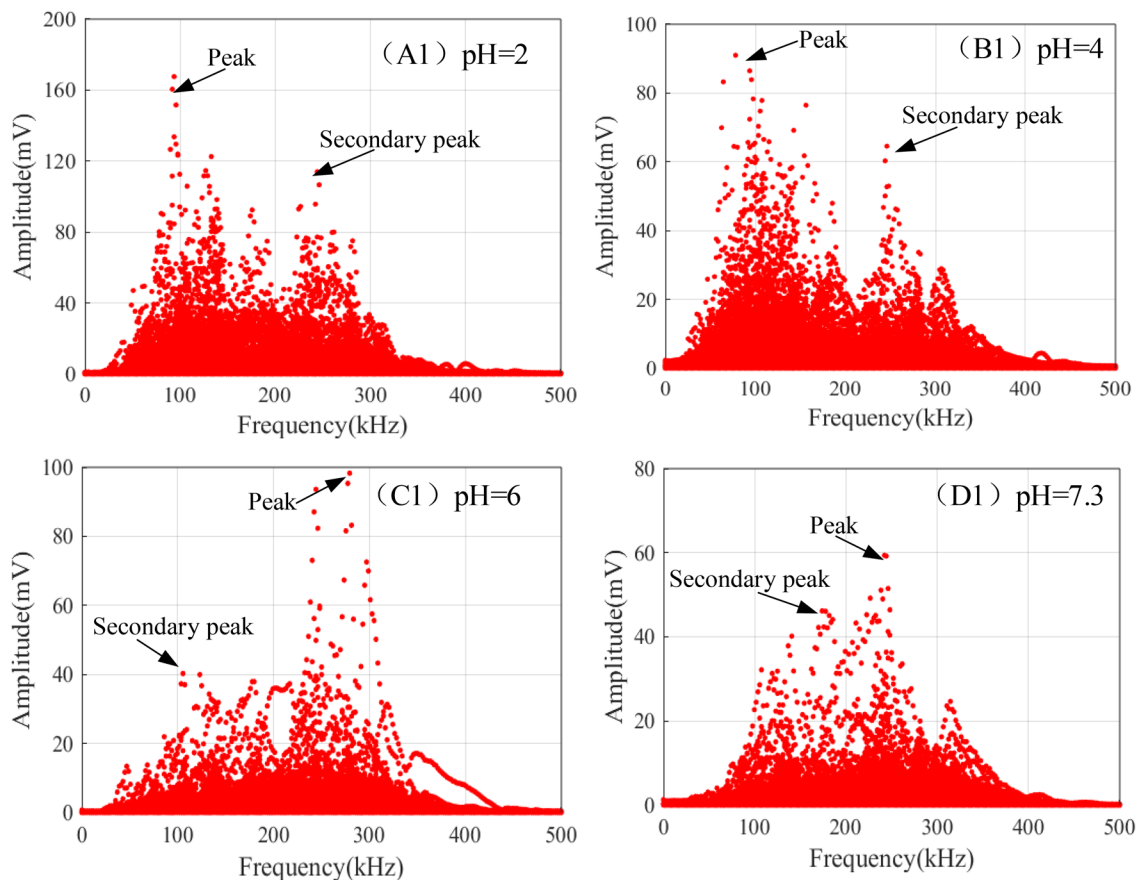 200
160
120
80
40
0
Amplitude(mV)
Peak
（A1）pH=2
Secondary peak
0 100 200 300 400 500
Frequency(kHz)
100
80
60
40
20
0
Amplitude(mV)
Peak
（B1）pH=4
Secondary peak
0 100 200 300 400 500
Frequency(kHz)
100
80
60
40
20
0
Amplitude(mV)
Peak
（C1）pH=6
Secondary peak
0 100 200 300 400 500
Frequency(kHz)
80
60
40
20
0
Amplitude(mV)
（D1）pH=7.3
Peak
Secondary peak
0 100 200 300 400 500
Frequency(kHz)